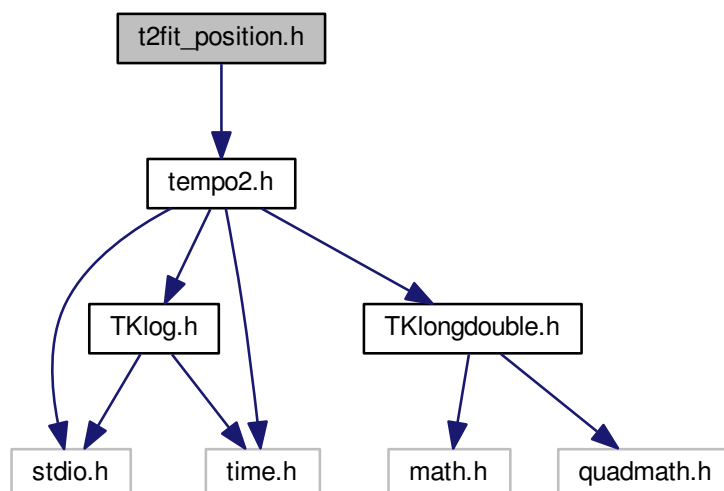 t2fit_position.h
tempo2.h
TKlog.h
TKlongdouble.h
stdio.h
time.h
math.h
quadmath.h